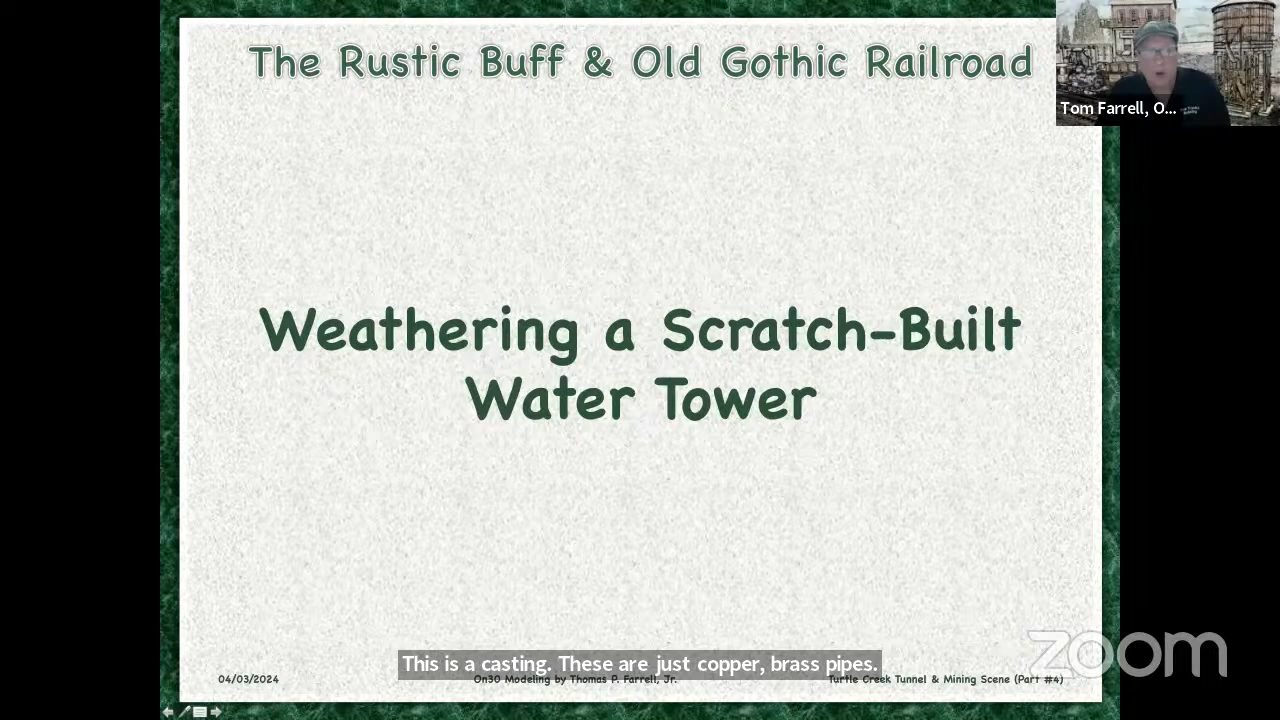 The Rustic Buff & Old Gothic Railroad
Tom Farrell, O...
Weathering a Scratch-Built
Water Tower
This is a casting. These are just copper, brass pipes.
04/03/2024
On30 Modeling by Thomas P. Farrell, Jr.
Turtle Creek Tunnel & Mining Scene (Part #4)
zoom